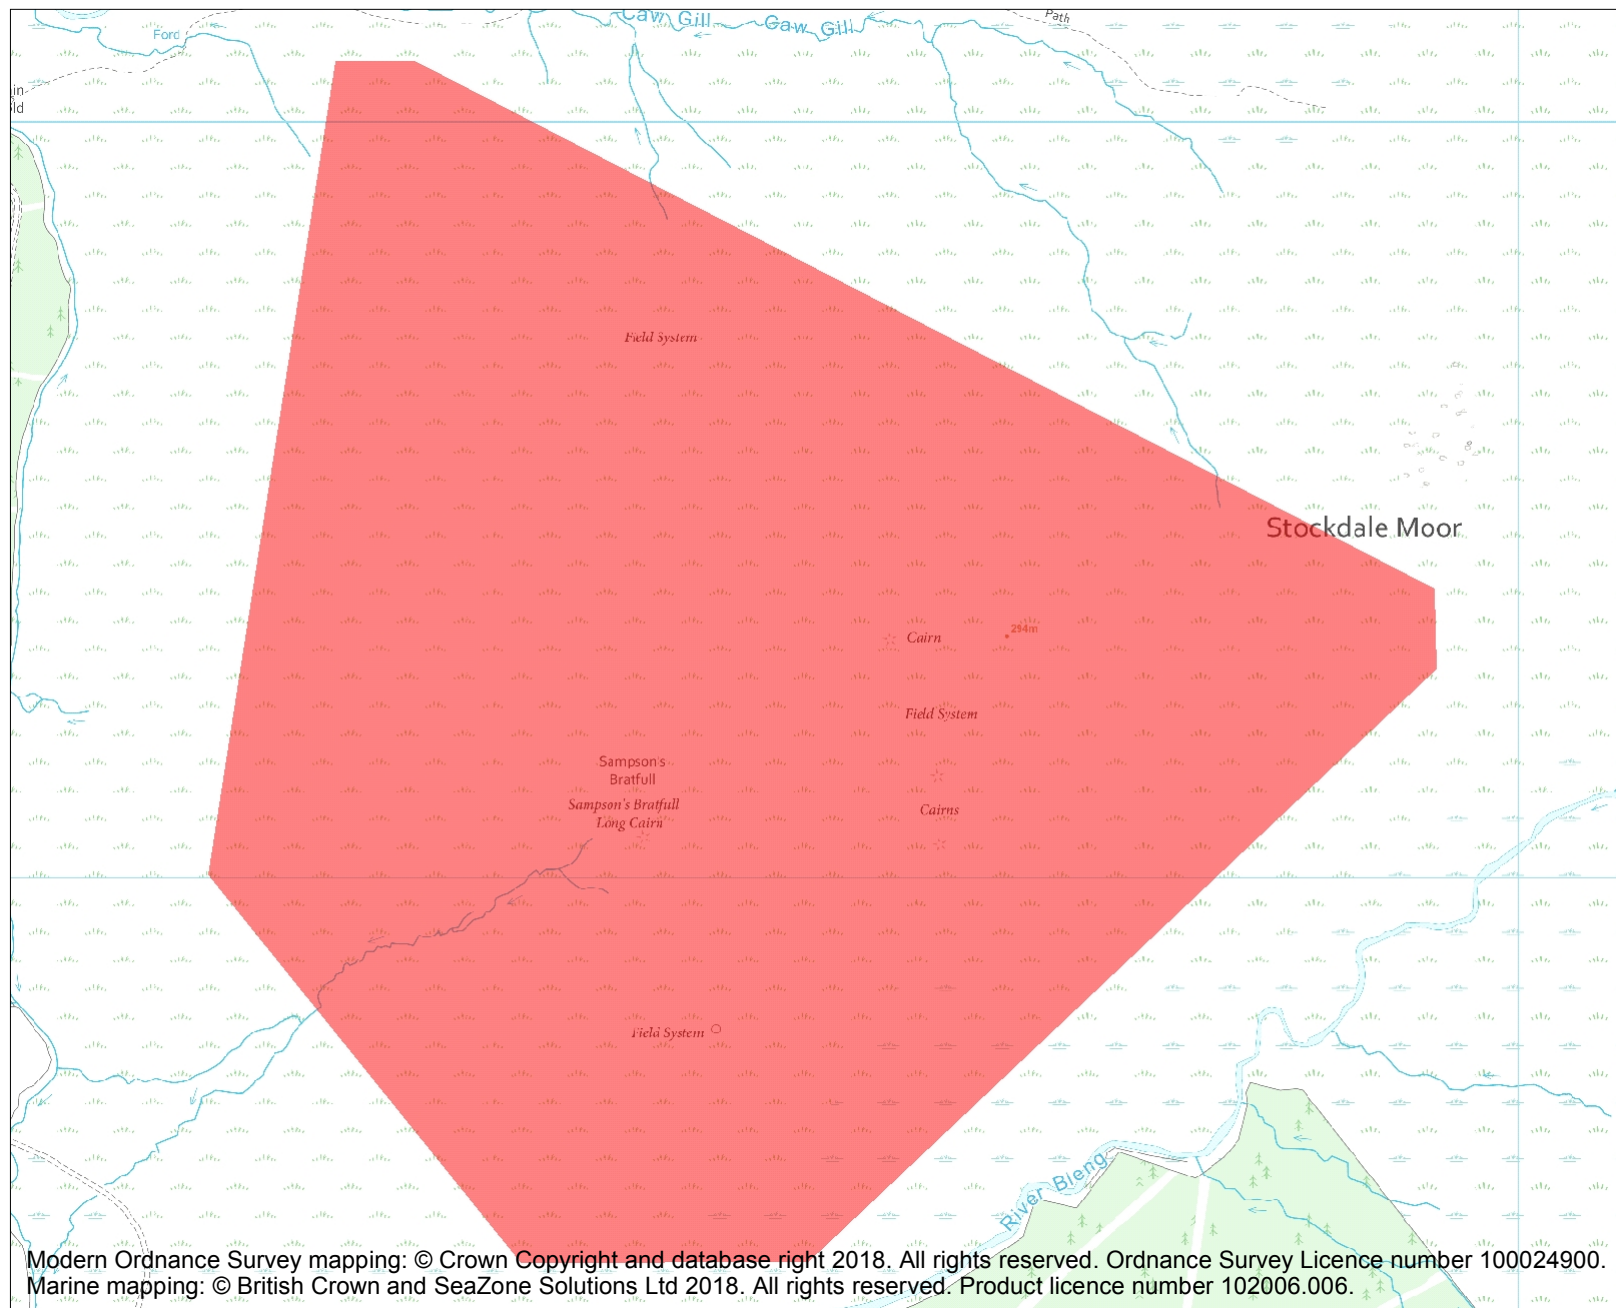 Caw Gill
Gaw Gill
Path
Ford
in
ld
Field System
Stockdale Moor
Cairn
294m
Field System
Sampson's
Bratfull
Sampson's Bratfull
Long Cairn
Cairns
Field System
River Bleng
Modern Ordnance Survey mapping: © Crown Copyright and database right 2018. All rights reserved. Ordnance Survey Licence number 100024900.
Marine mapping: © British Crown and SeaZone Solutions Ltd 2018. All rights reserved. Product licence number 102006.006.